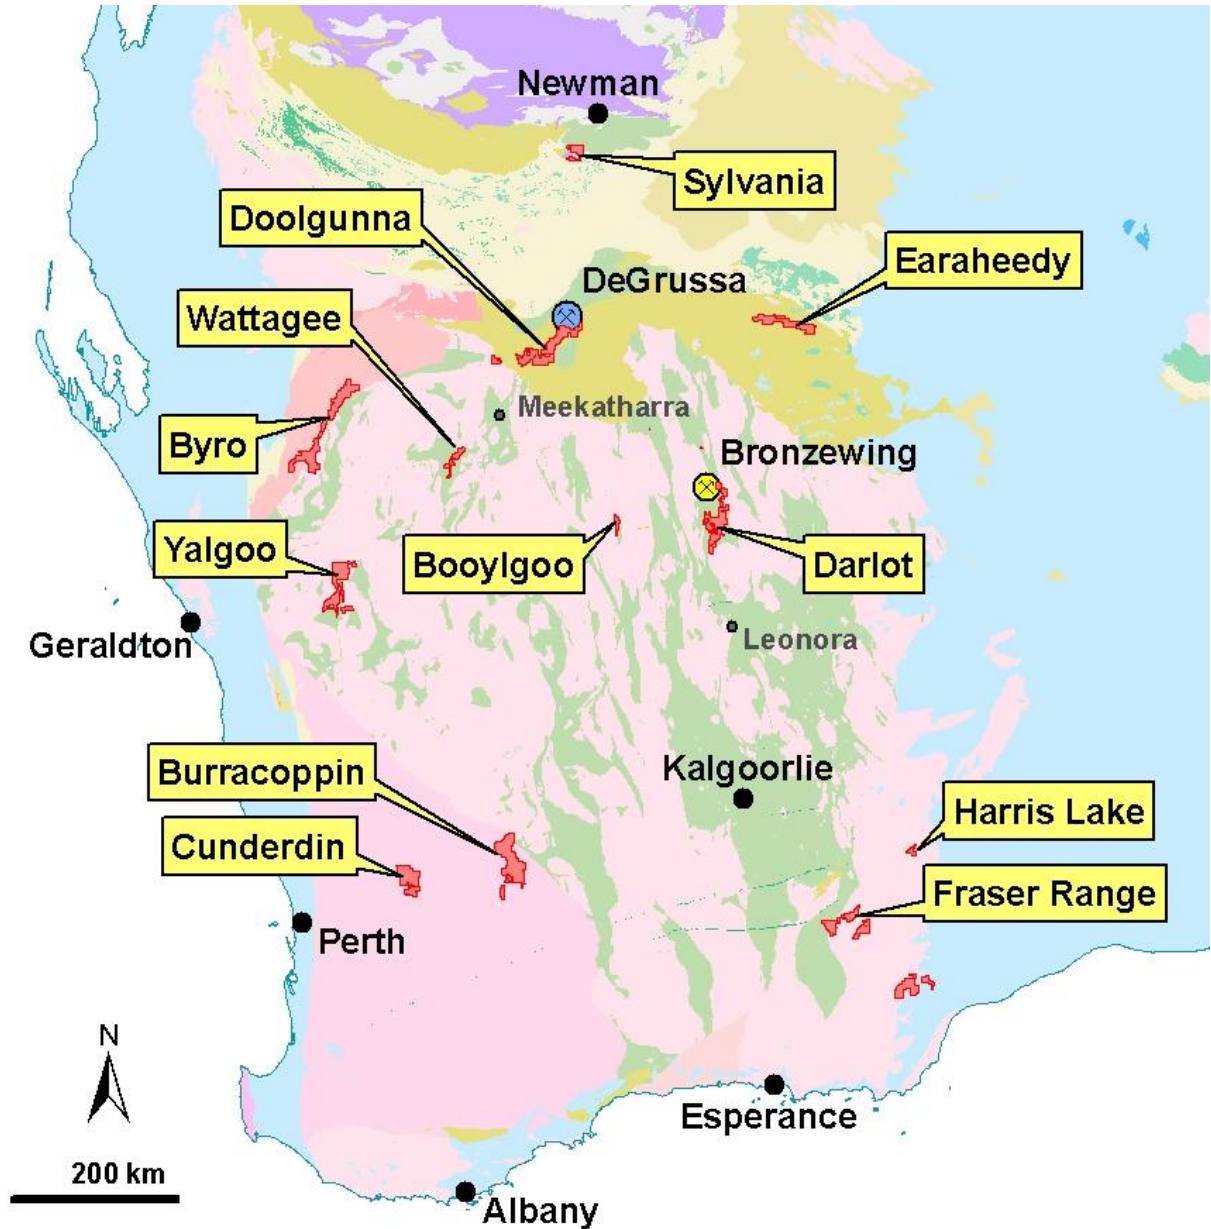 Newman
Sylvania
Doolgunna
Earaheedy
DeGrussa
Wattagee
Meekatharra
Byro
Bronzewing
Yalgoo
Booylgoo
Darlot
Geraldton
Leonora
Burracoppin
Kalgoorlie
Harris Lake
Cunderdin
Fraser Range
Perth
N
Esperance
200 km
Albany